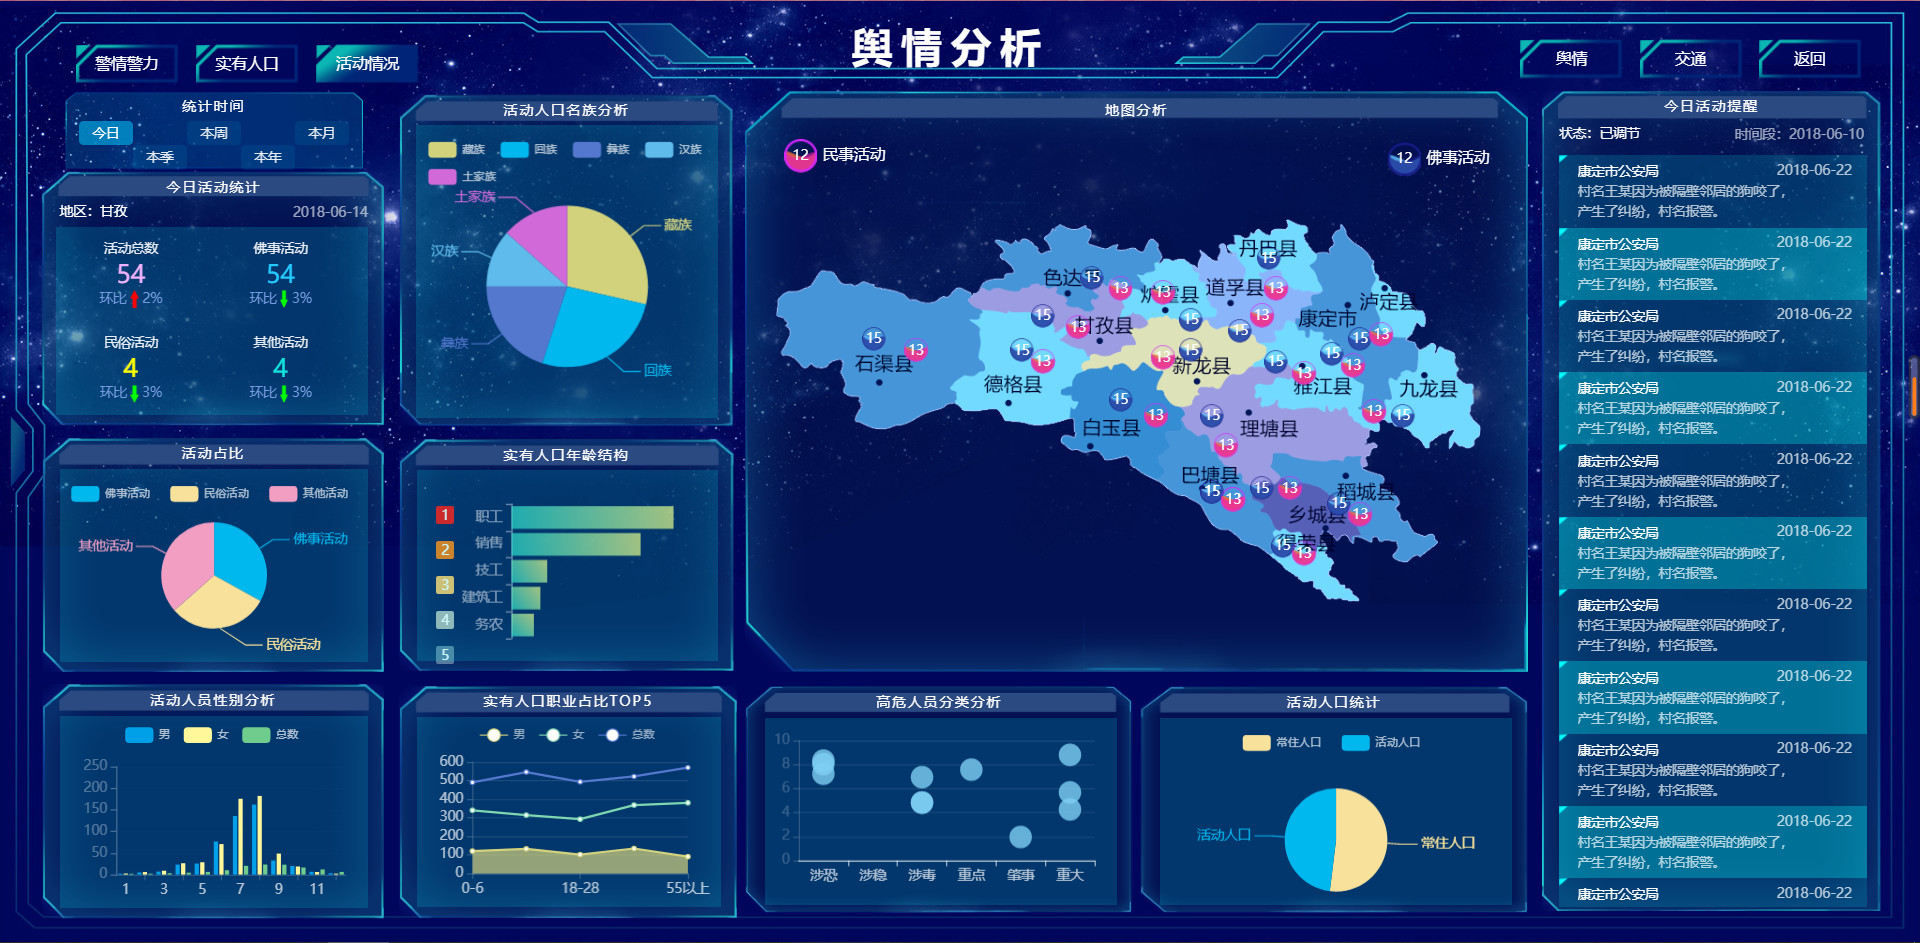 舆情分析
警情警力
实有人口
活动情况
舆情
交通
返回
统计时间
今日
本周
本月
本季
本年
今日活动统计
地区：甘孜
2018-06-14
活动总数
佛事活动
54
54
环比 2%
环比 3%
民俗活动
其他活动
4
4
环比 3%
环比 3%
活动占比
佛事活动
民俗活动
其他活动
其他活动
佛事活动
民俗活动
活动人员性别分析
男
女
总数
250
200
150
100
50
0
1
3
5
7
9
11
活动人口名族分析
藏族
回族
彝族
汉族
土家族
土家族
藏族
汉族
彝族
回族
实有人口年龄结构
1
职工
2
销售
3
技工
4
建筑工
5
务农
实有人口职业占比TOP5
男
女
总数
600
500
400
300
200
100
0
0-6
18-28
55以上
地图分析
12 民事活动
12 佛事活动
丹巴县
15
色达
15
13
13
道孚县
13
泸定县
15
13
甘孜县
15
13
15
康定市
15
13
15
13
石渠县
15
13
德格县
13
15
新龙县
15
13
15
13
雅江县
九龙县
15
13
白玉县
15
理塘县
13
13
15
巴塘县
15
13
15
13
稻城县
15
乡城县
13
15
得荣县
13
高危人员分类分析
10
8
6
4
2
0
涉恐
涉稳
涉毒
重点
肇事
重大
活动人口统计
常住人口
活动人口
活动人口
常住人口
今日活动提醒
状态：已调节
时间段：2018-06-10
康定市公安局
2018-06-22
村名王某因为被隔壁邻居的狗咬了，
产生了纠纷，村名报警。
康定市公安局
2018-06-22
村名王某因为被隔壁邻居的狗咬了，
产生了纠纷，村名报警。
康定市公安局
2018-06-22
村名王某因为被隔壁邻居的狗咬了，
产生了纠纷，村名报警。
康定市公安局
2018-06-22
村名王某因为被隔壁邻居的狗咬了，
产生了纠纷，村名报警。
康定市公安局
2018-06-22
村名王某因为被隔壁邻居的狗咬了，
产生了纠纷，村名报警。
康定市公安局
2018-06-22
村名王某因为被隔壁邻居的狗咬了，
产生了纠纷，村名报警。
康定市公安局
2018-06-22
村名王某因为被隔壁邻居的狗咬了，
产生了纠纷，村名报警。
康定市公安局
2018-06-22
村名王某因为被隔壁邻居的狗咬了，
产生了纠纷，村名报警。
康定市公安局
2018-06-22
村名王某因为被隔壁邻居的狗咬了，
产生了纠纷，村名报警。
康定市公安局
2018-06-22
村名王某因为被隔壁邻居的狗咬了，
产生了纠纷，村名报警。
康定市公安局
2018-06-22